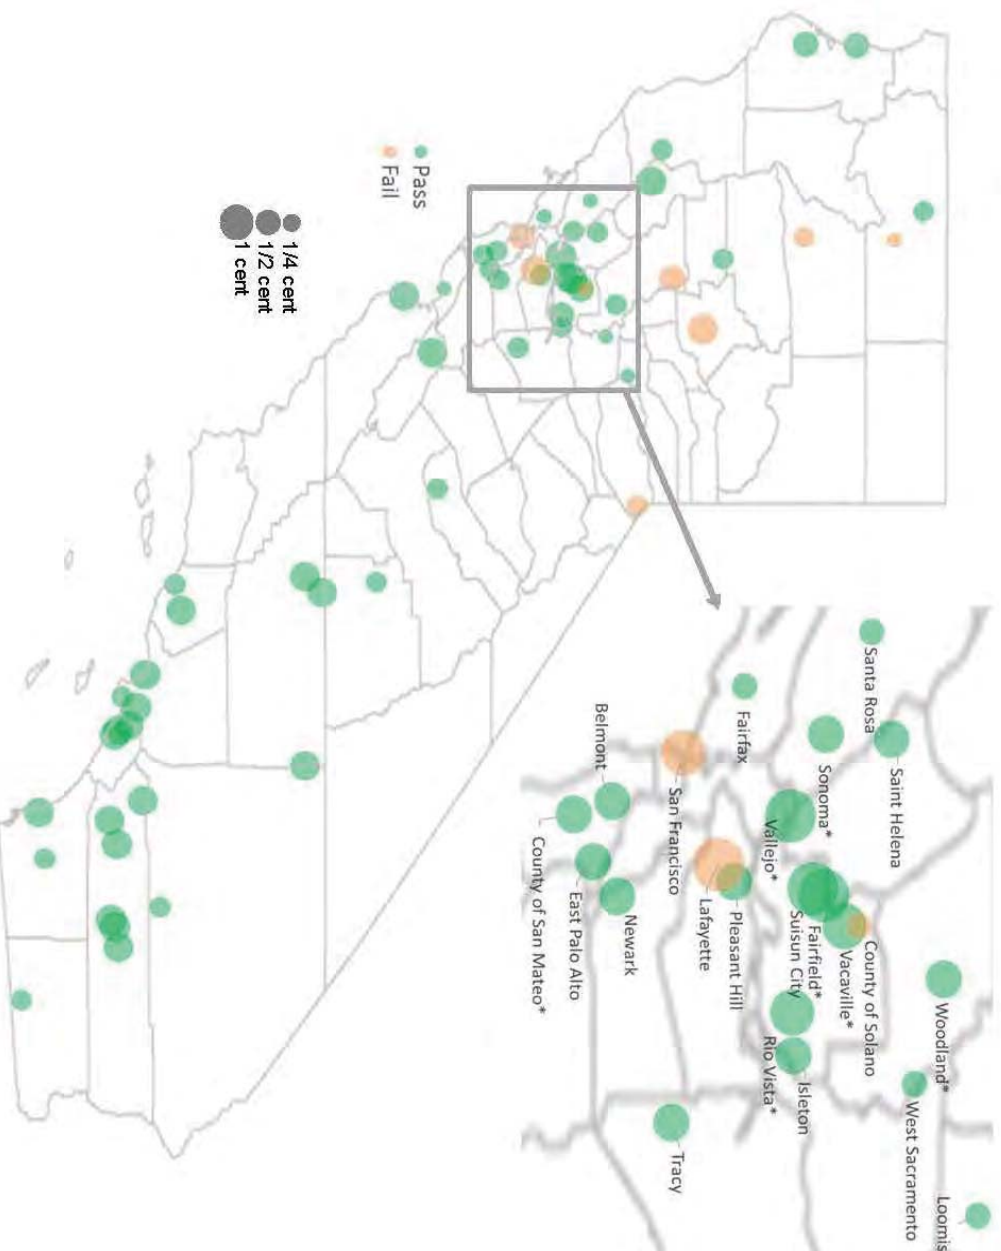 Pass
Fail
1/4 cent
1/2 cent
1 cent
Santa Rosa
Saint Helena
Fairfax
Sonoma*
Vallejo*
Belmont
San Francisco
County of San Mateo*
East Palo Alto
Newark
Lafayette
Pleasant Hill
Suisun City
Fairfield*
Vacaville*
County of Solano
Woodland*
Rio Vista*
Isleton
West Sacramento
Tracy
Loomis